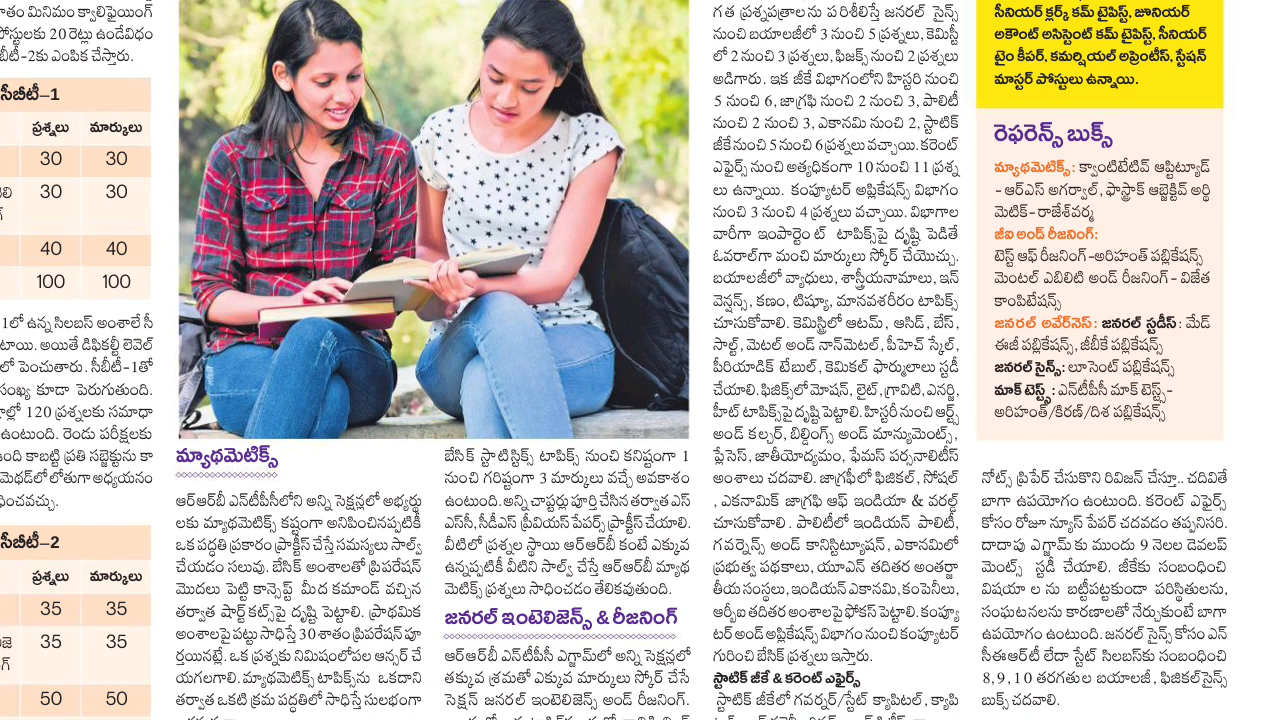 ాతం మినిమం క్వాలిఫైయింగ్
పోస్టులకు 20 రెట్లు ఉండేవిధం
బీటీ-2కు ఎంపిక చేస్తారు.
సీబీటీ–1
ప్రశ్నలు మార్కులు
30 30
30 30
40 40
100 100
1లో ఉన్న సిలబస్ అంశాలే సీ
టాయి. అయితే డిఫికల్టీ లెవెల్
లో పెంచుతారు. సీబీటీ-1తో
సంఖ్య కూడా పెరుగుతుంది.
ల్లో 120 ప్రశ్నలకు సమాధా
ఉంటుంది. రెండు పరీక్షలకు
ఉంది కాబట్టి ప్రతి సబ్జెక్టును కా
మెథడ్‌లో లోతుగా అధ్యయనం
ధించవచ్చు.
సీబీటీ–2
ప్రశ్నలు మార్కులు
35 35
35 35
50 50
మ్యాథమెటిక్స్
ఆర్ఆర్‌బీ ఎన్‌టీపీసీలోని అన్ని సెక్షన్లలో అభ్యర్థు
లకు మ్యాథమెటిక్స్ కష్టంగా అనిపించినప్పటికీ
ఒక పద్ధతి ప్రకారం ప్రాక్టీస్ చేస్తే సమస్యలు సాల్వ్
చేయడం సలువు. బేసిక్ అంశాలతో ప్రిపరేషన్
మొదలు పెట్టి కాన్సెప్ట్ మీద కమాండ్ వచ్చిన
తర్వాత షార్ట్ కట్స్‌పై దృష్టి పెట్టాలి. ప్రాథమిక
అంశాలపై పట్టు సాధిస్తే 30 శాతం ప్రిపరేషన్ పూ
ర్తయినట్లే. ఒక ప్రశ్నకు నిమిషంలోపల ఆన్సర్ చే
యగలగాలి. మ్యాథమెటిక్స్ టాపిక్స్‌ను ఒకదాని
తర్వాత ఒకటి క్రమ పద్ధతిలో సాధిస్తే సులభంగా
బేసిక్ స్టాటిస్టిక్స్ టాపిక్స్ నుంచి కనిష్టంగా 1
నుంచి గరిష్టంగా 3 మార్కులు వచ్చే అవకాశం
ఉంటుంది. అన్ని చాప్టర్లు పూర్తి చేసిన తర్వాత ఎస్
ఎస్‌సీ, సీడీఎస్ ప్రీవియస్ పేపర్స్ ప్రాక్టీస్ చేయాలి.
వీటిలో ప్రశ్నల స్థాయి ఆర్ఆర్‌బీ కంటే ఎక్కువ
ఉన్నప్పటికీ వీటిని సాల్వ్ చేస్తే ఆర్ఆర్‌బీ మ్యాథ
మెటిక్స్ ప్రశ్నలు సాధించడం తేలికవుతుంది.
జనరల్ ఇంటెలిజెన్స్ & రీజనింగ్
ఆర్ఆర్‌బీ ఎన్‌టీపీసీ ఎగ్జామ్‌లో అన్ని సెక్షన్లలో
తక్కువ శ్రమతో ఎక్కువ మార్కులు స్కోర్ చేసే
సెక్షన్ జనరల్ ఇంటెలిజెన్స్ అండ్ రీజనింగ్.
గత ప్రశ్నపత్రాలను పరిశీలిస్తే జనరల్ సైన్స్
నుంచి బయాలజీలో 3 నుంచి 5 ప్రశ్నలు, కెమిస్ట్రీ
లో 2 నుంచి 3 ప్రశ్నలు, ఫిజక్స్ నుంచి 2 ప్రశ్నలు
అడిగారు. ఇక జీకే విభాగంలోని హిస్టరి నుంచి
5 నుంచి 6, జాగ్రఫి నుంచి 2 నుంచి 3, పాలిటీ
నుంచి 2 నుంచి 3, ఎకానమి నుంచి 2, స్టాటిక్
జీకే నుంచి 5 నుంచి 6 ప్రశ్నలు వచ్చాయి. కరెంట్
ఎఫైర్స్ నుంచి అత్యధికంగా 10 నుంచి 11 ప్రశ్న
లు ఉన్నాయి. కంప్యూటర్ అప్లికేషన్స్ విభాగం
నుంచి 3 నుంచి 4 ప్రశ్నలు వచ్చాయి. విభాగాల
వారీగా ఇంపార్టెంట్ టాపిక్స్‌పై దృష్టి పెడితే
ఓవరాల్‌గా మంచి మార్కులు స్కోర్ చేయొచ్చు.
బయాలజీలో వ్యాధులు, శాస్త్రీయనామాలు, ఇన్
వెన్షన్స్, కణం, టిష్యూ, మానవశరీరం టాపిక్స్
చూసుకోవాలి. కెమిస్ట్రిలో ఆటమ్, ఆసిడ్, బేస్,
సాల్ట్, మెటల్ అండ్ నాన్‌మెటల్, పీహెచ్ స్కేల్,
పీరియాడిక్ టేబుల్, కెమికల్ ఫార్ములాలు స్టడీ
చేయాలి. ఫిజిక్స్‌లో మోషన్, లైట్, గ్రావిటి, ఎనర్జి,
హీట్ టాపిక్స్‌పై దృష్టి పెట్టాలి. హిస్టరీ నుంచి ఆర్ట్స్
అండ్ కల్చర్, బిల్డింగ్స్ అండ్ మాన్యుమెంట్స్,
ప్లేసెస్, జాతీయోద్యమం, ఫేమస్ పర్సనాలిటీస్
అంశాలు చదవాలి. జాగ్రఫీలో ఫిజికల్, సోషల్
, ఎకనామిక్ జాగ్రఫి ఆఫ్ ఇండియా & వరల్డ్
చూసుకోవాలి. పాలిటీలో ఇండియన్ పాలిటీ,
గవర్నెన్స్ అండ్ కానిస్టిట్యూషన్, ఎకానమిలో
ప్రభుత్వ పథకాలు, యూఎన్ తదితర అంతర్జా
తీయ సంస్థలు, ఇండియన్ ఎకానమి, కంపెనీలు,
ఆర్బీఐ తదితర అంశాలపై ఫోకస్ పెట్టాలి. కంప్యూ
టర్ అండ్ అప్లికేషన్స్ విభాగం నుంచి కంప్యూటర్
గురించి బేసిక్ ప్రశ్నలు ఇస్తారు.
స్టాటిక్ జీకే & కరెంట్ ఎఫైర్స్
స్టాటిక్ జీకేలో గవర్నర్/స్టేట్ క్యాపిటల్, క్యాపి
సీనియర్ క్లర్క్ కమ్ టైపిస్ట్, జూనియర్
అకౌంట్ అసిస్టెంట్ కమ్ టైపిస్ట్, సీనియర్
టైం కీపర్, కమర్షియల్ అప్రెంటీస్, స్టేషన్
మాస్టర్ పోస్టులు ఉన్నాయి.
రెఫరెన్స్ బుక్స్
మ్యాథమెటిక్స్: క్వాంటిటేటివ్ ఆప్టిట్యూడ్
- ఆర్ఎస్ అగర్వాల్, ఫాస్ట్రాక్ ఆబ్జెక్టివ్ అర్థి
మెటిక్- రాజేశ్‌వర్మ
జీఐ అండ్ రీజనింగ్:
టెస్ట్ ఆఫ్ రీజనింగ్ -అరిహంత్ పబ్లికేషన్స్
మెంటల్ ఎబిలిటి అండ్ రీజనింగ్ - విజేత
కాంపిటేషన్స్
జనరల్ అవేర్‌నెస్: జనరల్ స్టడీస్: మేడ్
ఈజీ పబ్లికేషన్స్, జీబీకే పబ్లికేషన్స్
జనరల్ సైన్స్: లూసెంట్ పబ్లికేషన్స్
మాక్ టెస్ట్స్: ఎన్‌టీపీసీ మాక్ టెస్ట్స్-
అరిహంత్/కిరణ్/దిశ పబ్లికేషన్స్
నోట్స్ ప్రిపేర్ చేసుకొని రివిజన్ చేస్తూ.. చదివితే
బాగా ఉపయోగం ఉంటుంది. కరెంట్ ఎఫైర్స్
కోసం రోజూ న్యూస్ పేపర్ చదవడం తప్పనిసరి.
దాదాపు ఎగ్జామ్ కు ముందు 9 నెలల డెవలప్
మెంట్స్ స్టడీ చేయాలి. జీకేకు సంబంధించి
విషయాలను బట్టీపట్టకుండా పరిస్థితులను,
సంఘటనలను కారణాలతో నేర్చుకుంటే బాగా
ఉపయోగం ఉంటుంది. జనరల్ సైన్స్ కోసం ఎన్
సీఈఆర్‌టీ లేదా స్టేట్ సిలబస్‌కు సంబంధించి
8,9,10 తరగతుల బయాలజీ, ఫిజికల్ సైన్స్
బుక్స్ చదవాలి.